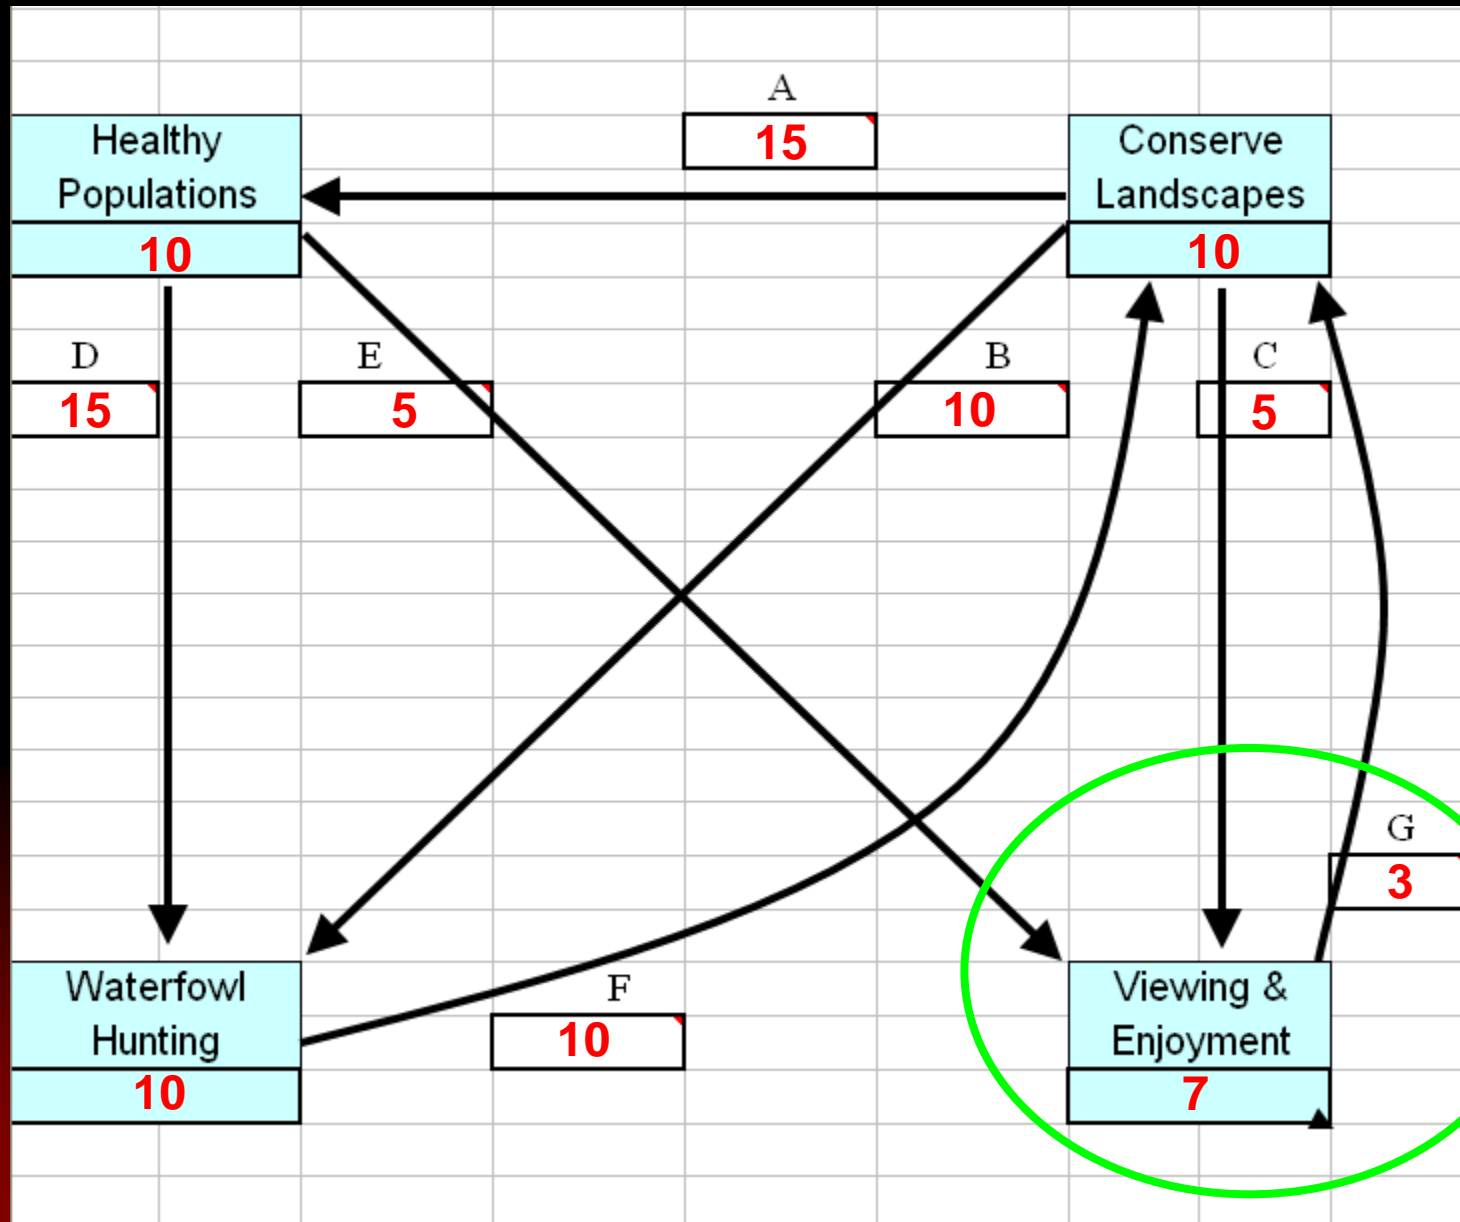 A
15
Healthy
Populations
10
Conserve
Landscapes
10
D
15
E
5
B
10
C
5
G
3
Waterfowl
Hunting
10
F
10
Viewing &
Enjoyment
7